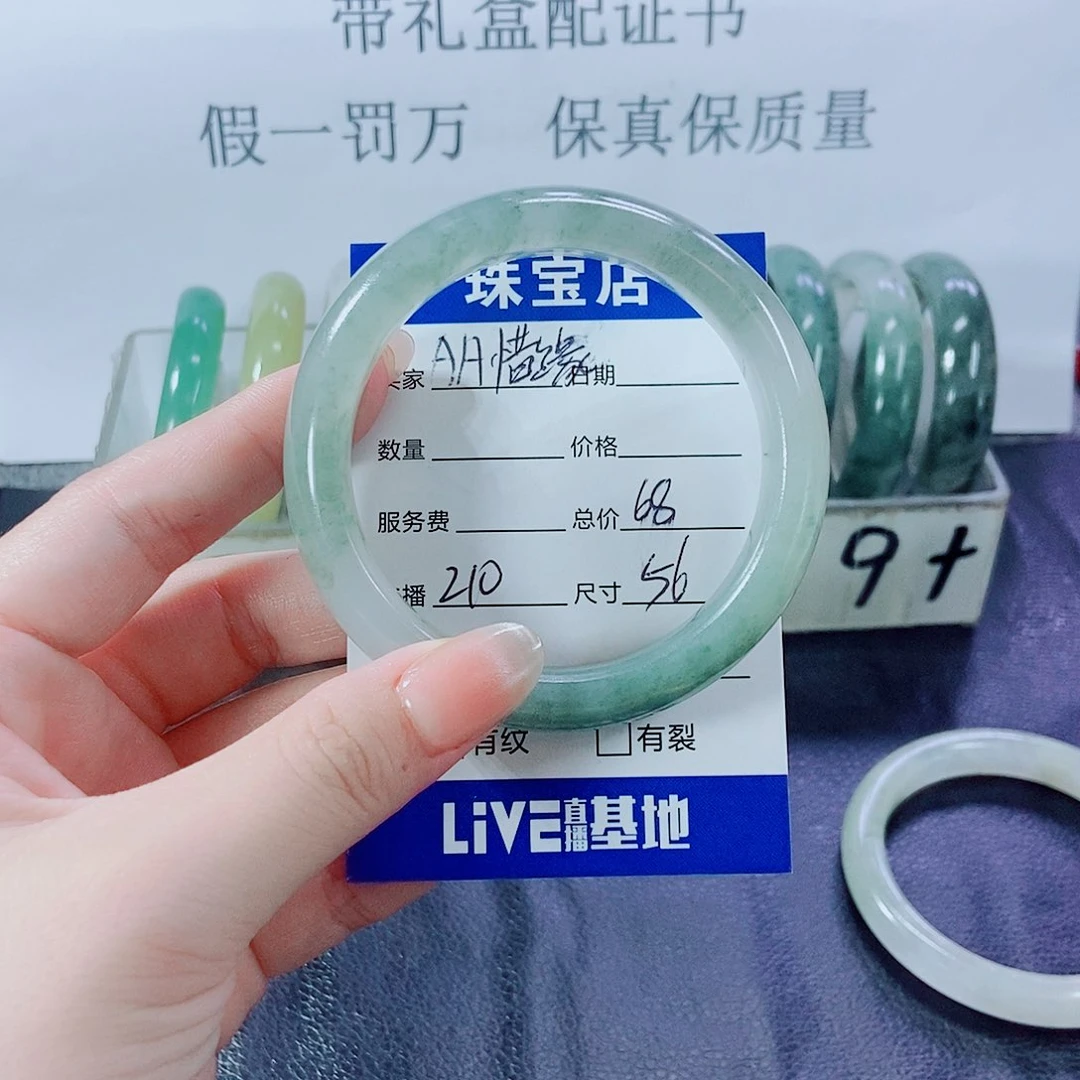 带礼盒配证书
假一罚万 保真保质量
珠宝店
家 AA惜缘 日期
数量 价格
服务费 总价 68
播 210 尺寸 56
有纹 有裂
LiVE直播基地
9+